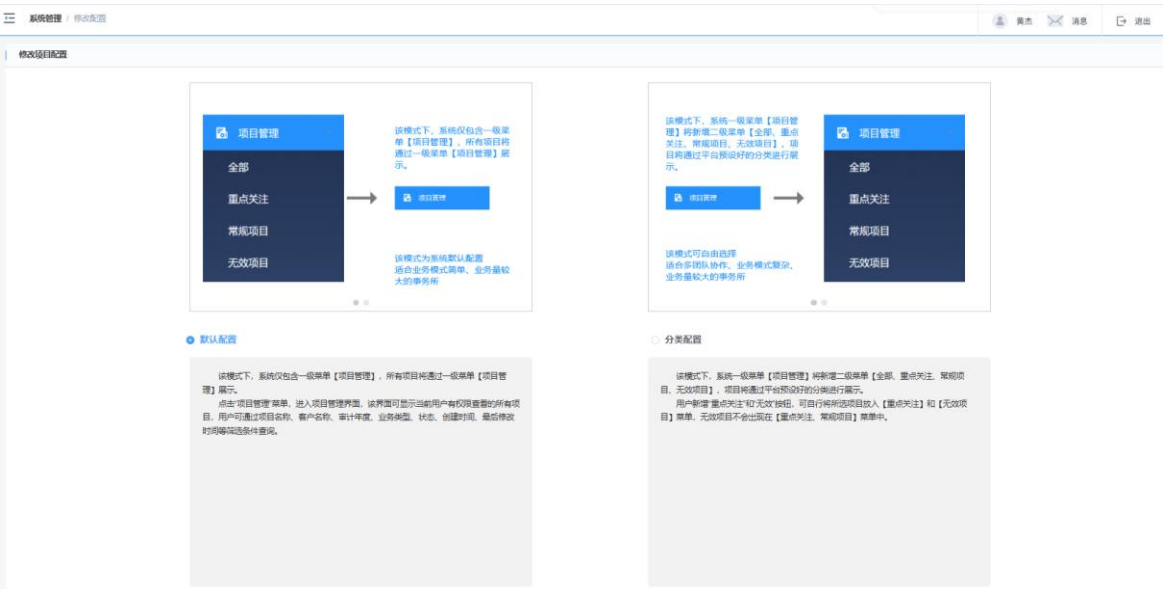 系统管理 / 修改配置
黄杰
消息
退出
修改项目配置
项目管理
全部
重点关注
常规项目
无效项目
该模式下，系统仅包含一级菜
单【项目管理】，所有项目将
通过一级菜单【项目管理】展
示。
项目管理
该模式为系统默认配置
适合业务模式简单、业务量较
大的事务所
该模式下，系统一级菜单【项目管
理】将新增二级菜单【全部、重点
关注、常规项目、无效项目】，项
目将通过平台预设好的分类进行展
示。
项目管理
该模式可自由选择
适合多团队协作、业务模式复杂、
业务量较大的事务所
项目管理
全部
重点关注
常规项目
无效项目
默认配置
该模式下，系统仅包含一级菜单【项目管理】，所有项目将通过一级菜单【项目管
理】展示。
点击“项目管理”菜单，进入项目管理界面，该界面可显示当前用户有权限查看的所有项
目，用户可通过项目名称、客户名称、审计年度、业务类型、状态、创建时间、最后修改
时间等筛选条件查询。
分类配置
该模式下，系统一级菜单【项目管理】将新增二级菜单【全部、重点关注、常规项
目、无效项目】，项目将通过平台预设好的分类进行展示。
用户新增“重点关注”和“无效”按钮，可自行将所选项目放入【重点关注】和【无效项
目】菜单，无效项目不会出现在【重点关注、常规项目】菜单中。